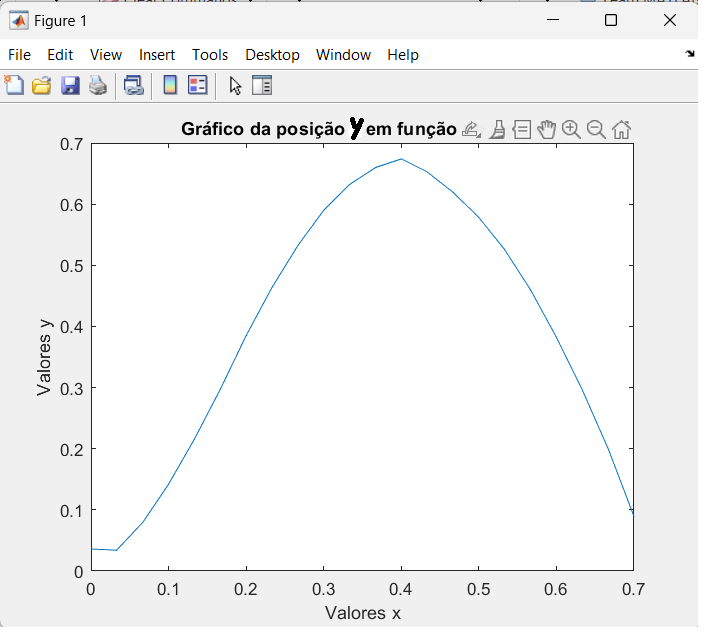 Figure 1
File Edit View Insert Tools Desktop Window Help
Gráfico da posição y em função
0.7
0.6
0.5
0.4
0.3
0.2
0.1
0
Valores y
0 0.1 0.2 0.3 0.4 0.5 0.6 0.7
Valores x